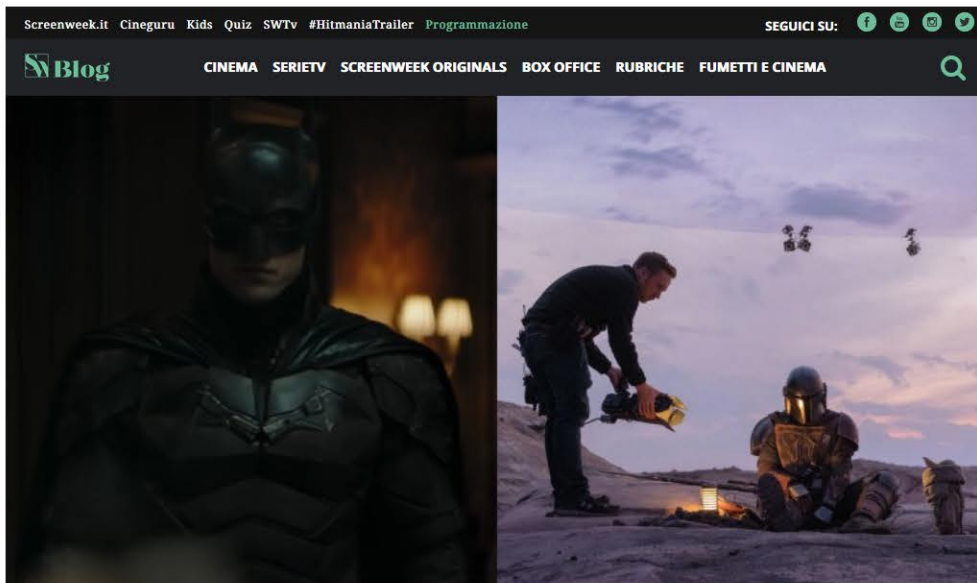 Screenweek.it Cineguru Kids Quiz SWTv #HitmaniaTrailer Programmazione SEGUICI SU:
SW Blog CINEMA SERIETV SCREENWEEK ORIGINALS BOX OFFICE RUBRICHE FUMETTI E CINEMA